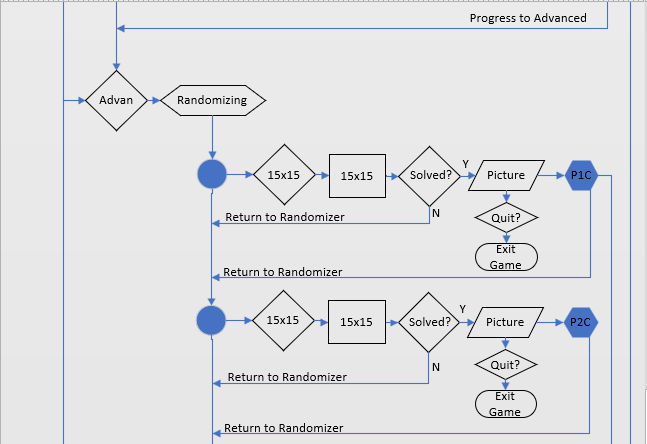 Progress to Advanced
Advan
Randomizing
15x15
15x15
Solved?
Y
Picture
P1C
N
Return to Randomizer
Quit?
Exit
Game
Return to Randomizer
15x15
15x15
Solved?
Y
Picture
P2C
N
Return to Randomizer
Quit?
Exit
Game
Return to Randomizer